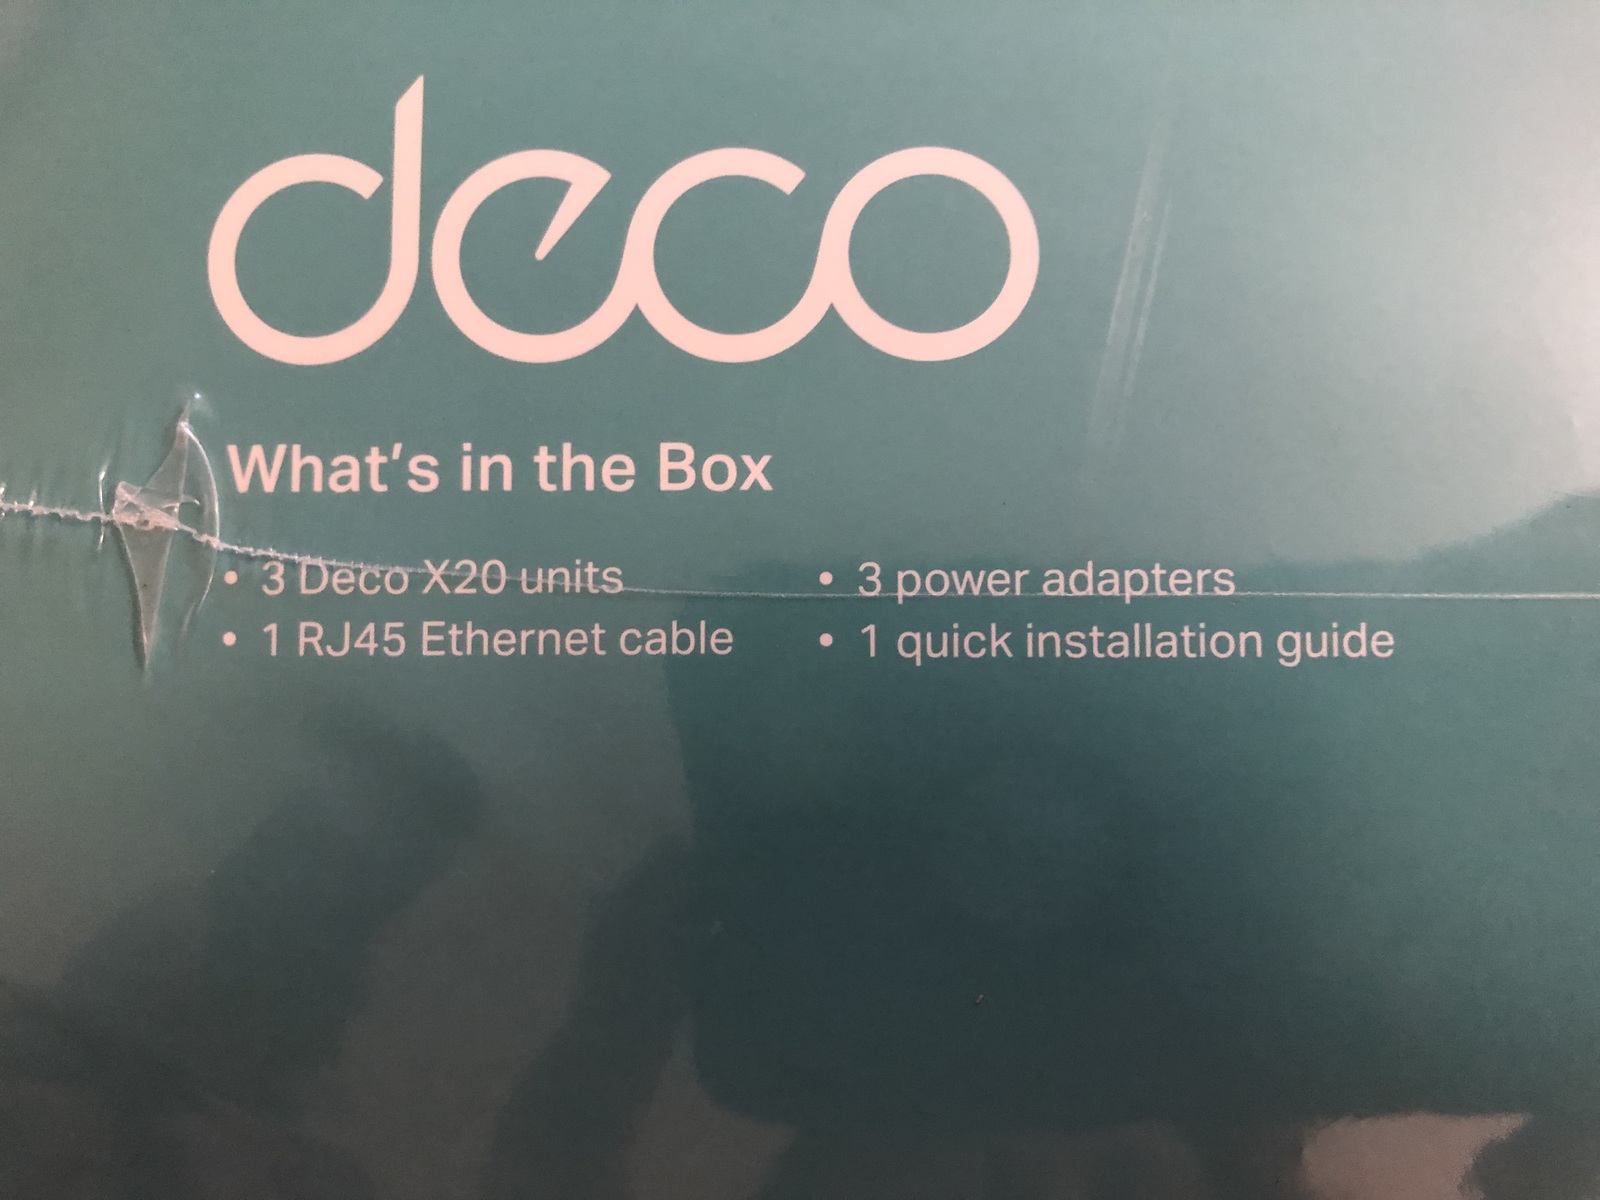 deco
What's in the Box
• 3 Deco X20 units • 3 power adapters
• 1 RJ45 Ethernet cable • 1 quick installation guide